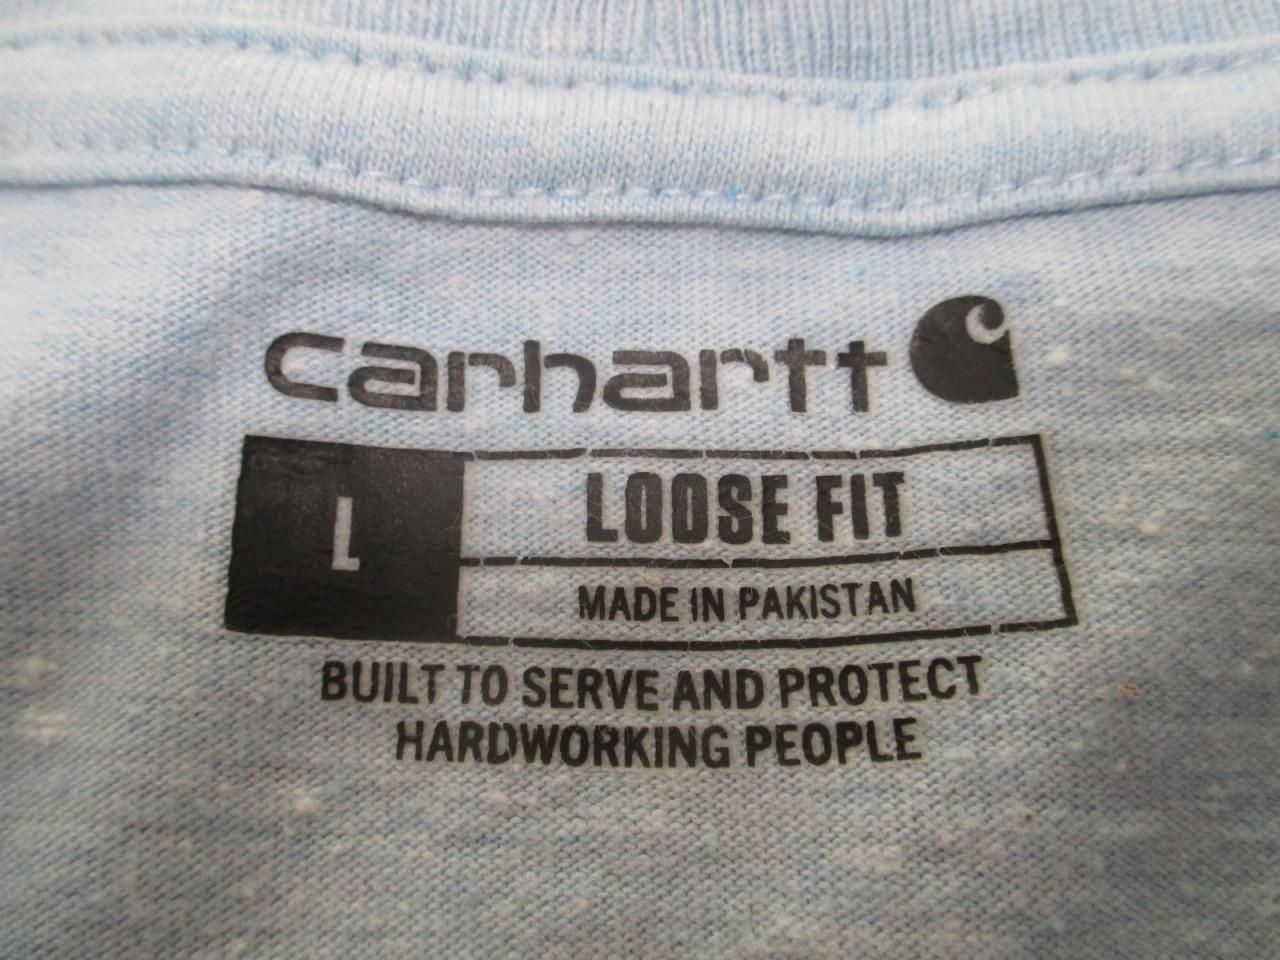 carhartt
L
LOOSE FIT
MADE IN PAKISTAN
BUILT TO SERVE AND PROTECT
HARDWORKING PEOPLE